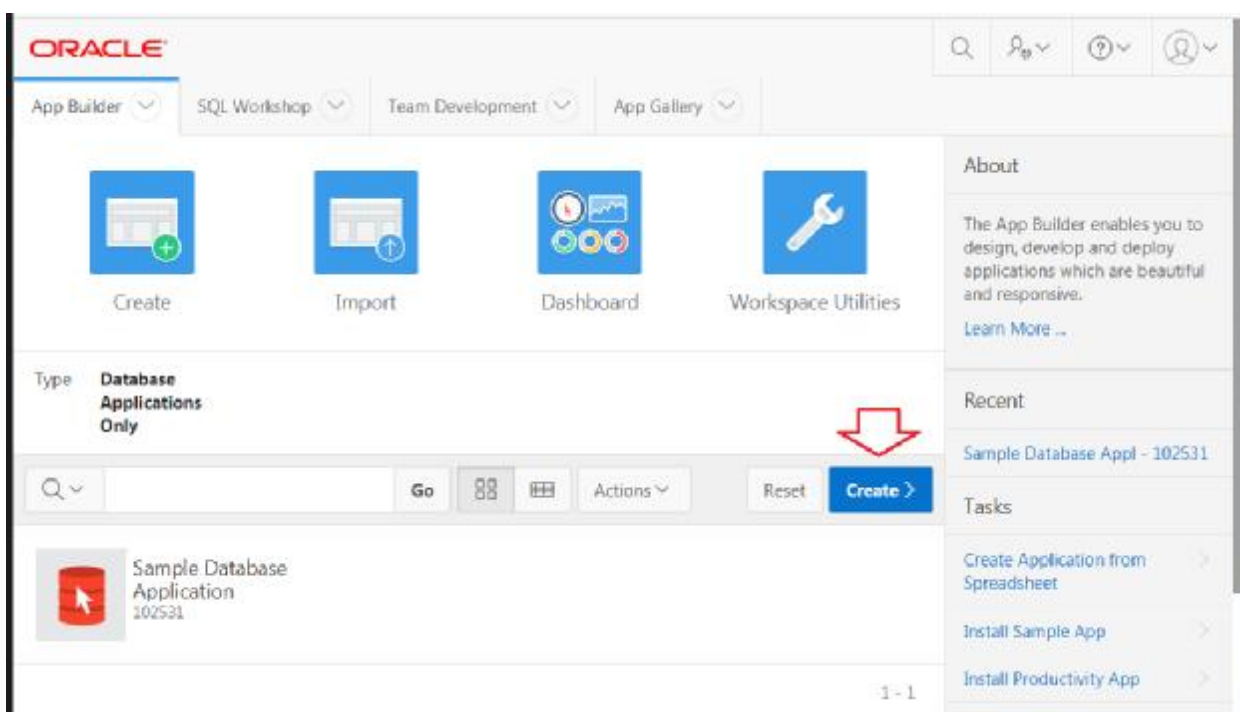 ORACLE
App Builder
SQL Workshop
Team Development
App Gallery
Create
Import
Dashboard
Workspace Utilities
Type
Database
Applications
Only
Go
Actions
Reset
Create
Sample Database
Application
102531
1 - 1
About
The App Builder enables you to
design, develop and deploy
applications which are beautiful
and responsive.
Learn More ...
Recent
Sample Database Appl - 102531
Tasks
Create Application from
Spreadsheet
Install Sample App
Install Productivity App